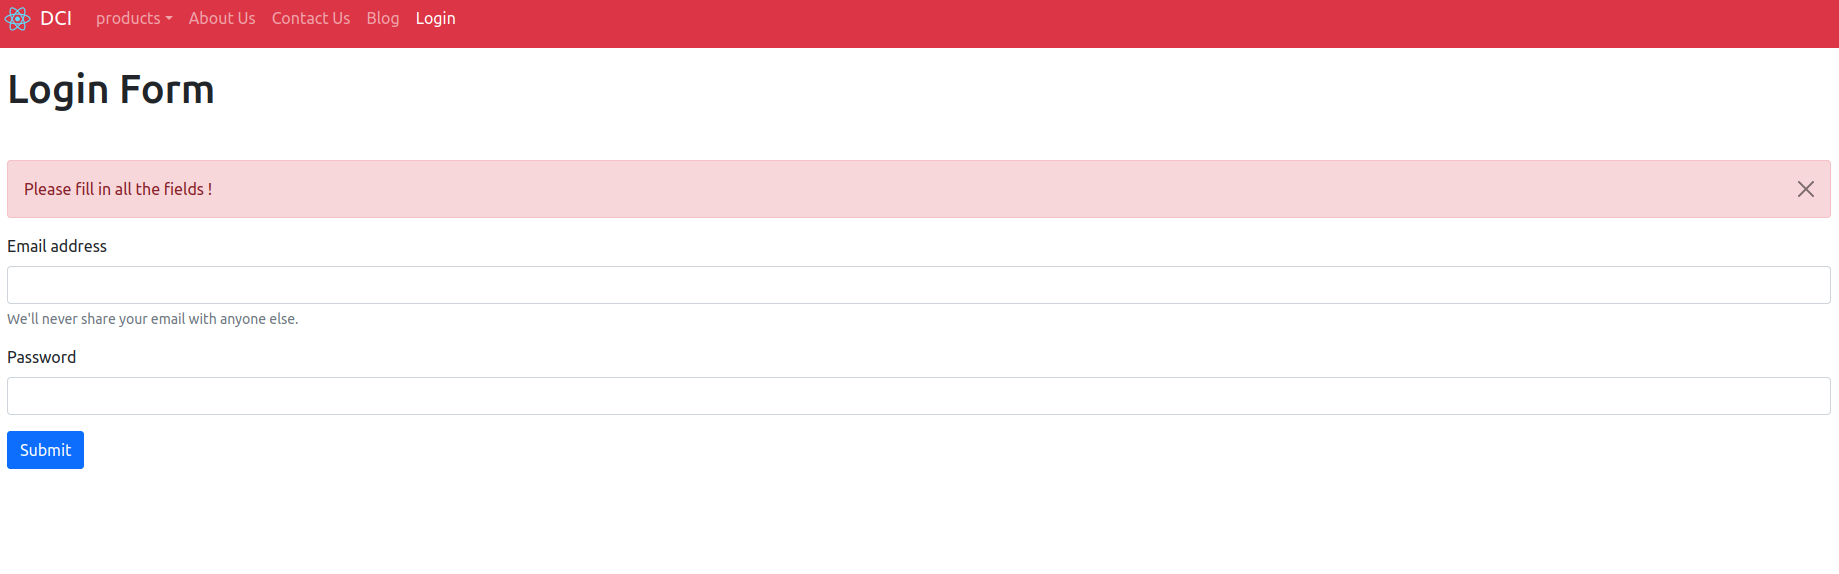 DCI products About Us Contact Us Blog Login
Login Form
Please fill in all the fields !
Email address
We'll never share your email with anyone else.
Password
Submit